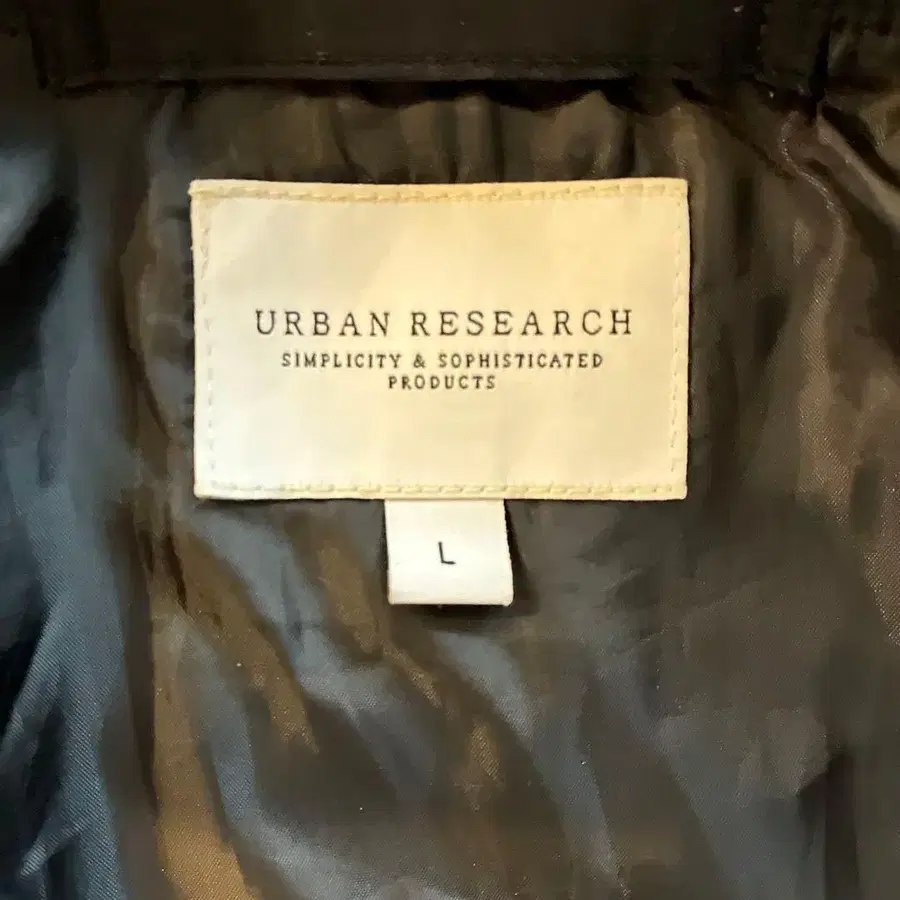 URBAN RESEARCH
SIMPLICITY & SOPHISTICATED
PRODUCTS
L